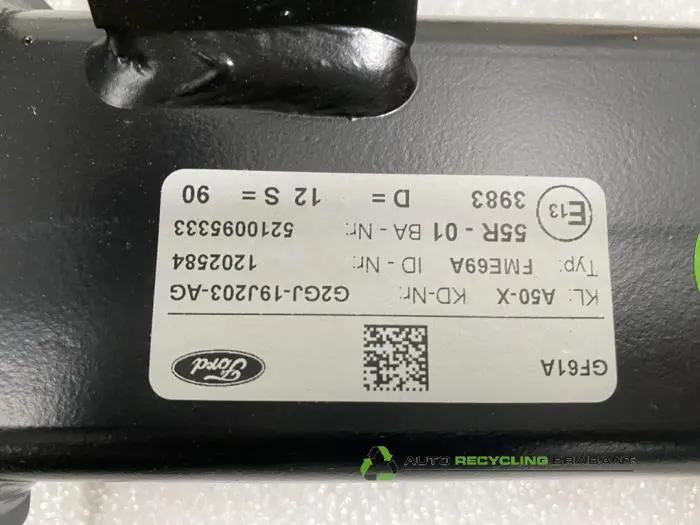 GF61A
Ford
KL: A50-X KD-Nr: G2GJ-19J203-AG
Typ: FME69A ID - Nr: 1202584
E13 55R - 01 BA - Nr: 5210095333
3983 D = 12 S = 90
AUTO RECYCLING BRABANT